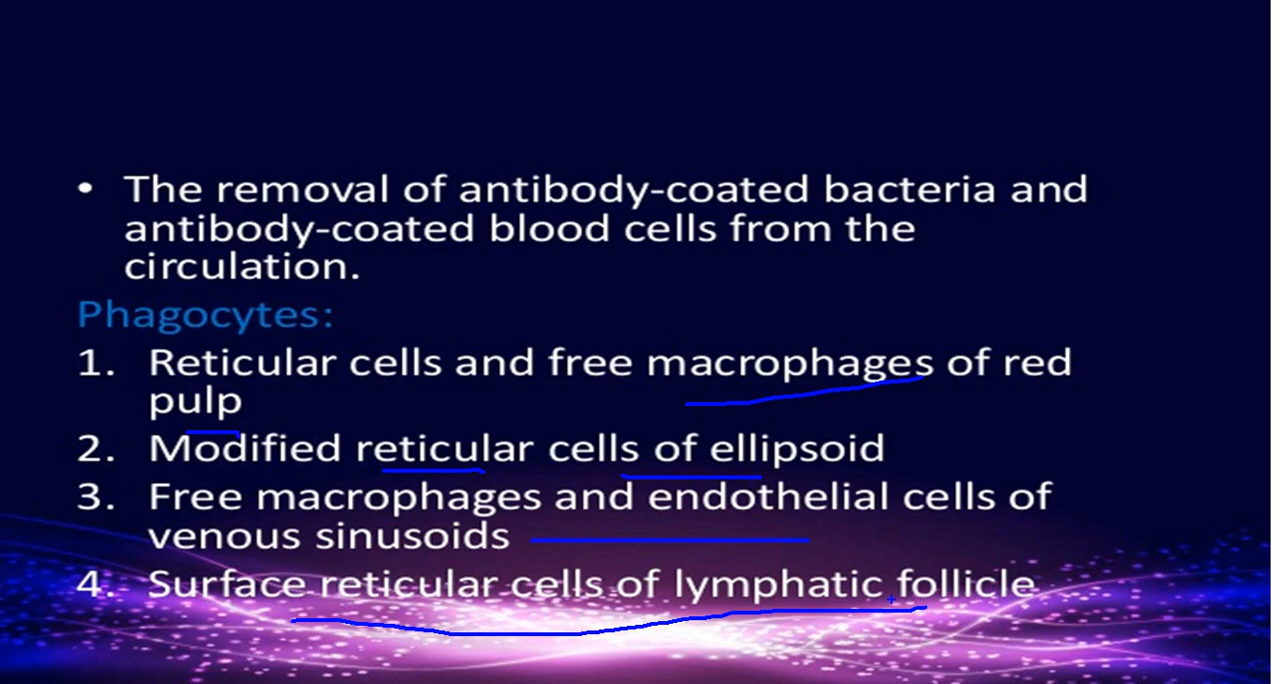 • The removal of antibody-coated bacteria and
antibody-coated blood cells from the
circulation.
Phagocytes:
1. Reticular cells and free macrophages of red
pulp
2. Modified reticular cells of ellipsoid
3. Free macrophages and endothelial cells of
venous sinusoids
4. Surface reticular cells of lymphatic follicle